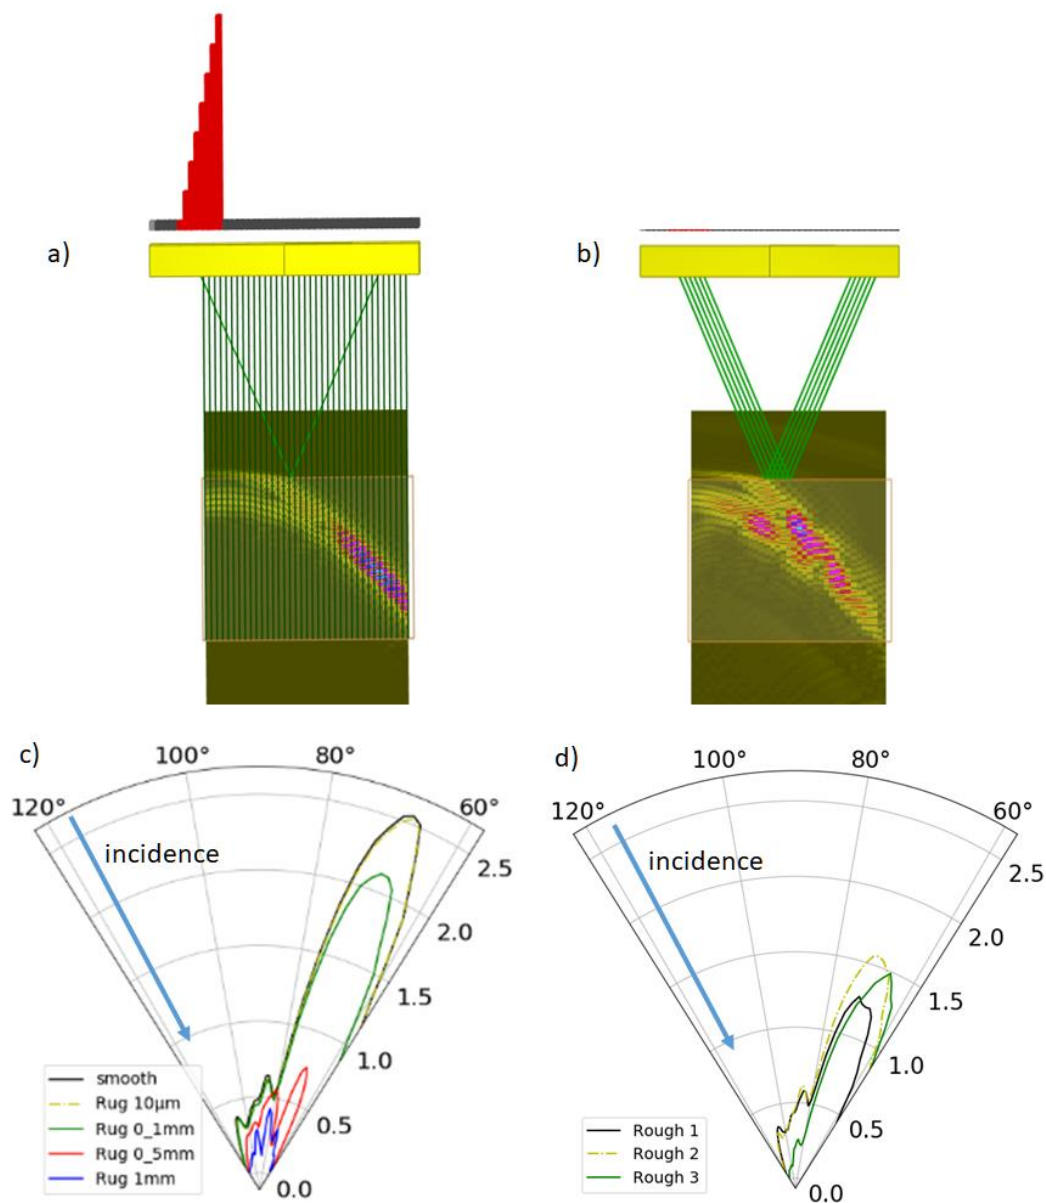 a)
b)
c)
100°
80°
120°
60°
incidence
2.5
2.0
1.5
1.0
0.5
0.0
smooth
Rug 10µm
Rug 0_1mm
Rug 0_5mm
Rug 1mm
d)
100°
80°
120°
60°
incidence
2.5
2.0
1.5
1.0
0.5
0.0
Rough 1
Rough 2
Rough 3